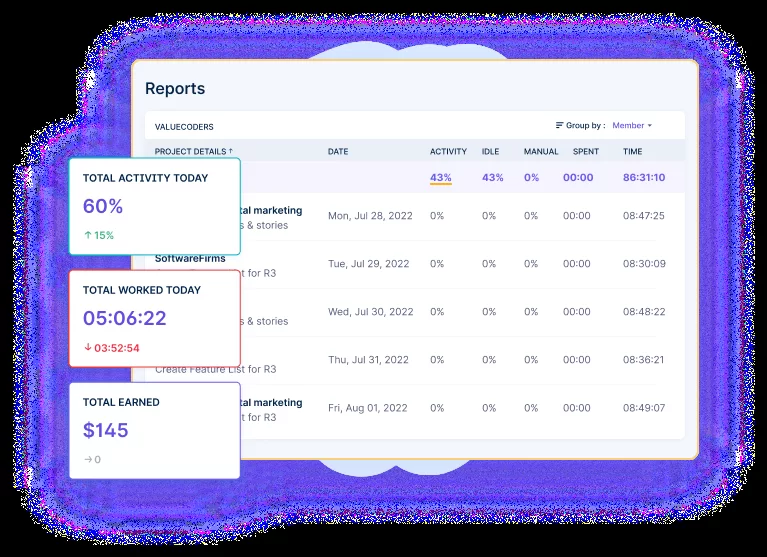 Reports
VALUECODERS
Group by : Member
PROJECT DETAILS ↑ DATE ACTIVITY IDLE MANUAL SPENT TIME
43% 43% 0% 00:00 86:31:10
tal marketing
s & stories
Mon, Jul 28, 2022 0% 0% 0% 00:00 08:47:25
SoftwareFirms
t for R3
Tue, Jul 29, 2022 0% 0% 0% 00:00 08:30:09
s & stories
Wed, Jul 30, 2022 0% 0% 0% 00:00 08:48:22
Create Feature List for R3
Thu, Jul 31, 2022 0% 0% 0% 00:00 08:36:21
tal marketing
t for R3
Fri, Aug 01, 2022 0% 0% 0% 00:00 08:49:07
TOTAL ACTIVITY TODAY
60%
↑ 15%
TOTAL WORKED TODAY
05:06:22
↓ 03:52:54
TOTAL EARNED
$145
→ 0